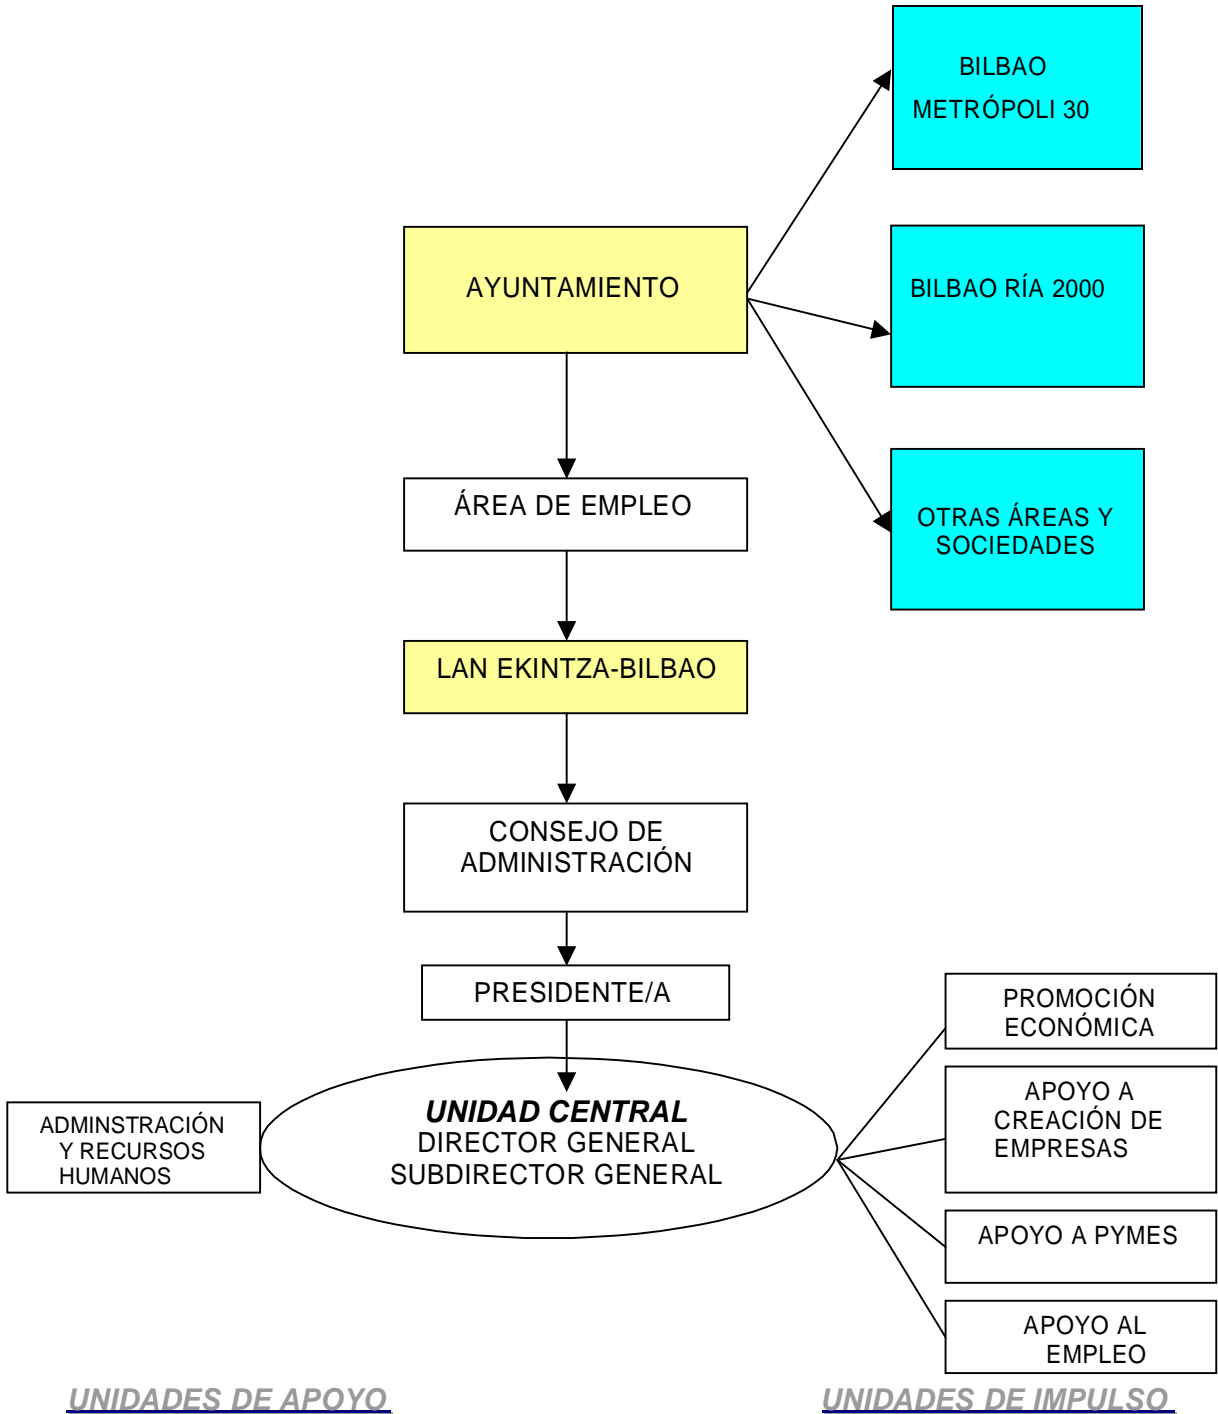 BILBAO
METRÓPOLI 30
AYUNTAMIENTO
BILBAO RÍA 2000
ÁREA DE EMPLEO
OTRAS ÁREAS Y
SOCIEDADES
LAN EKINTZA-BILBAO
CONSEJO DE
ADMINISTRACIÓN
PRESIDENTE/A
PROMOCIÓN
ECONÓMICA
UNIDAD CENTRAL
DIRECTOR GENERAL
SUBDIRECTOR GENERAL
ADMINSTRACIÓN
Y RECURSOS
HUMANOS
APOYO A
CREACIÓN DE
EMPRESAS
APOYO A PYMES
APOYO AL
EMPLEO
UNIDADES DE APOYO
UNIDADES DE IMPULSO